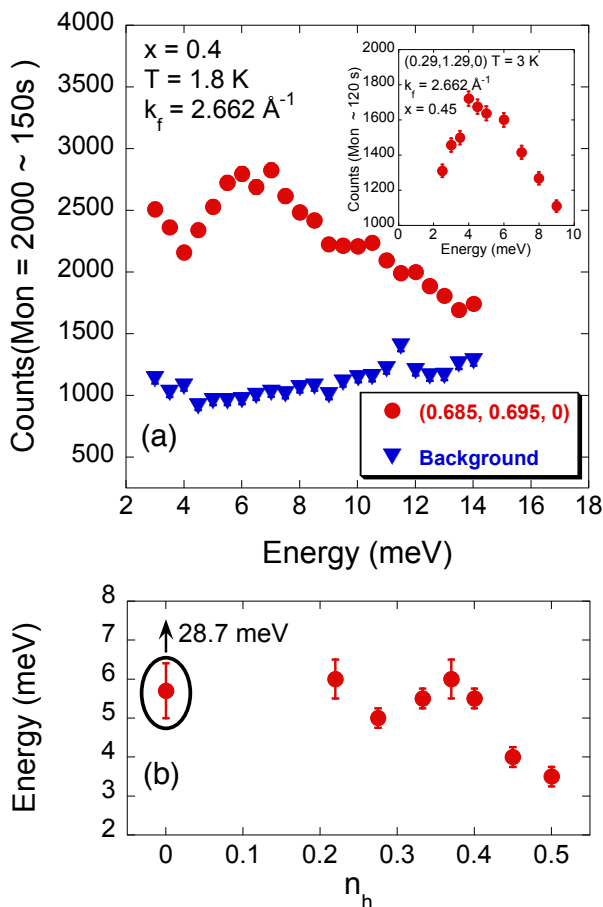 4000
3500
3000
2500
2000
1500
1000
500
Counts(Mon = 2000 ~ 150s)
x = 0.4
T = 1.8 K
k_f = 2.662 Å⁻¹
2000
1800
1600
1400
1200
1000
Counts (Mon ~ 120 s)
(0.29,1.29,0) T = 3 K
k_f = 2.662 Å⁻¹
x = 0.45
0 2 4 6 8 10
Energy (meV)
(a)
(0.685, 0.695, 0)
Background
2 4 6 8 10 12 14 16 18
Energy (meV)
8
7
6
5
4
3
2
Energy (meV)
28.7 meV
(b)
0 0.1 0.2 0.3 0.4 0.5
n_h